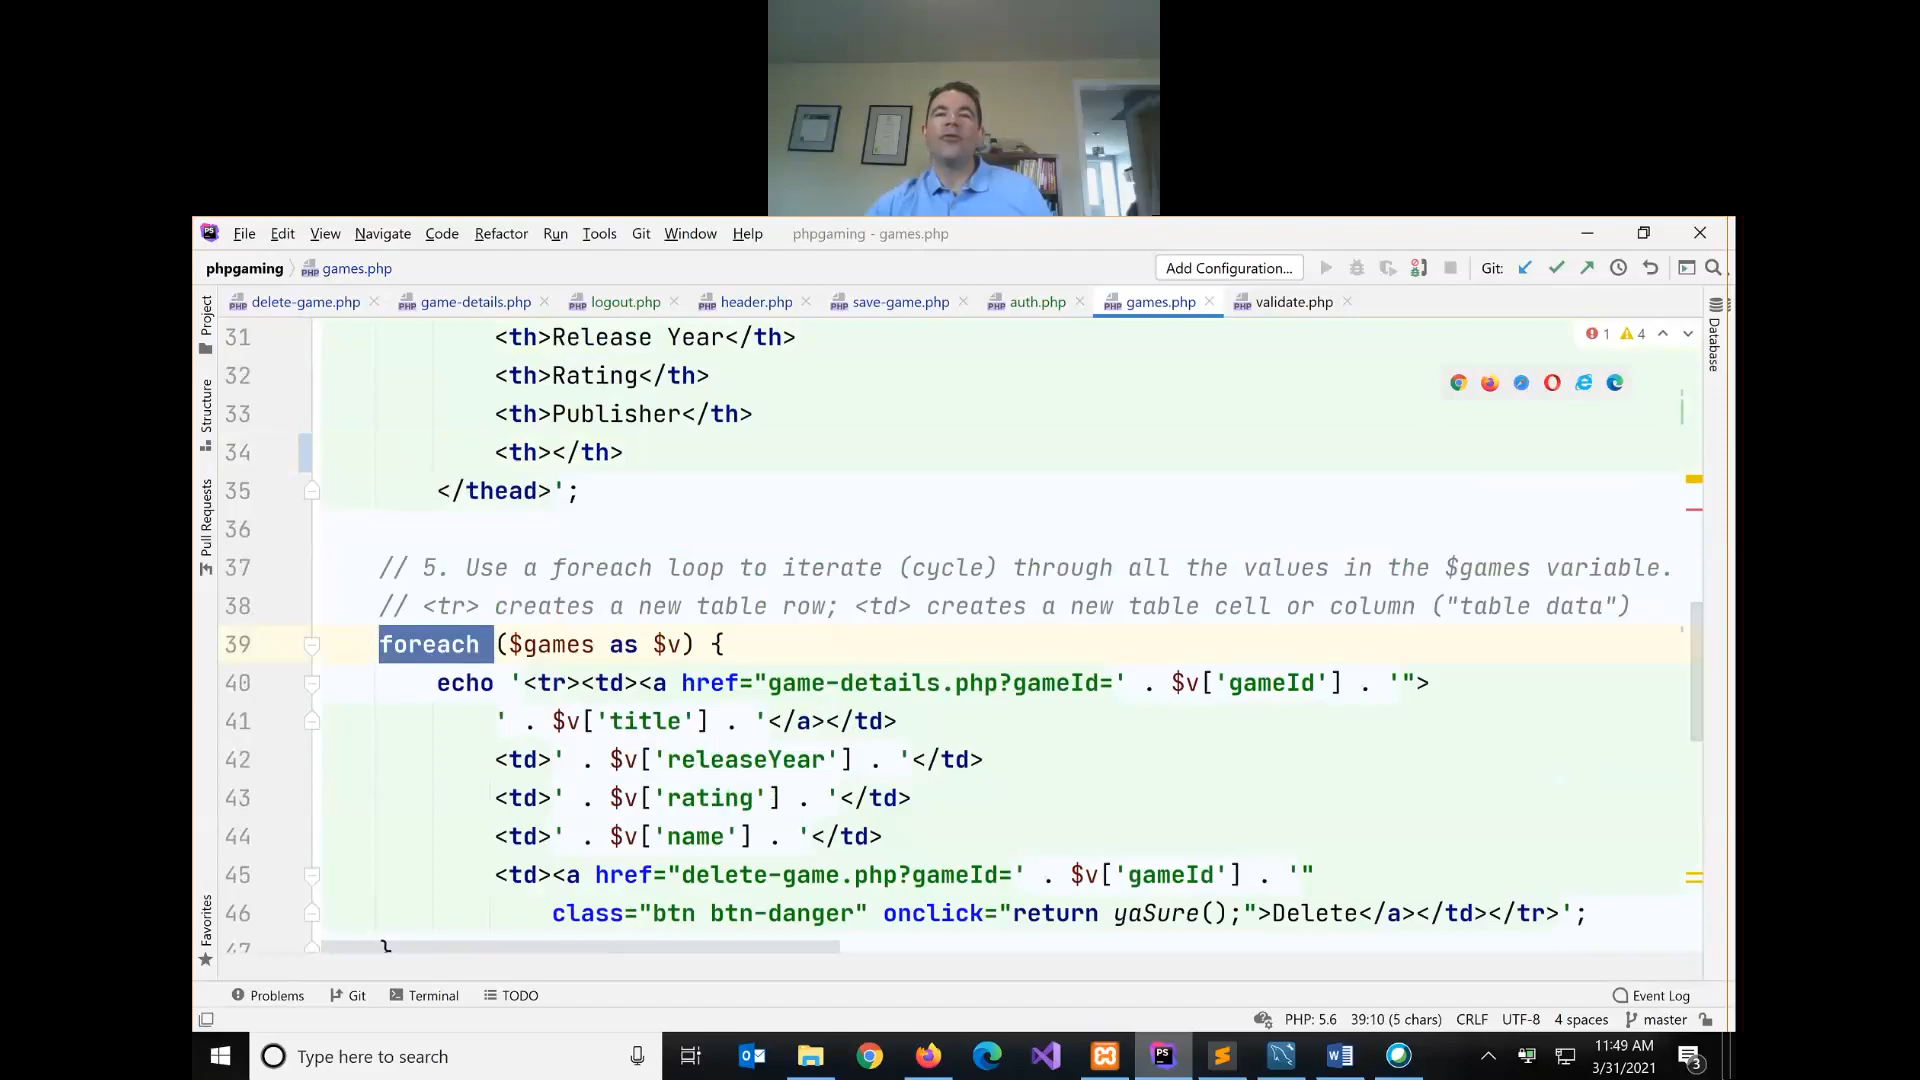 File Edit View Navigate Code Refactor Run Tools Git Window Help phpgaming - games.php
phpgaming games.php Add Configuration... Git:
delete-game.php game-details.php logout.php header.php save-game.php auth.php games.php validate.php
31 <th>Release Year</th> 1 4
32 <th>Rating</th>
33 <th>Publisher</th>
34 <th></th>
35 </thead>';
36
37 // 5. Use a foreach loop to iterate (cycle) through all the values in the $games variable.
38 // <tr> creates a new table row; <td> creates a new table cell or column ("table data")
39 foreach ($games as $v) {
40 echo '<tr><td><a href="game-details.php?gameId=' . $v['gameId'] . '">
41 ' . $v['title'] . '</a></td>
42 <td>' . $v['releaseYear'] . '</td>
43 <td>' . $v['rating'] . '</td>
44 <td>' . $v['name'] . '</td>
45 <td><a href="delete-game.php?gameId=' . $v['gameId'] . '"
46 class="btn btn-danger" onclick="return yaSure();">Delete</a></td></tr>';
47 }
Project
Structure
Pull Requests
Favorites
Database
Problems Git Terminal TODO Event Log
PHP: 5.6 39:10 (5 chars) CRLF UTF-8 4 spaces master
Type here to search
11:49 AM
3/31/2021
3